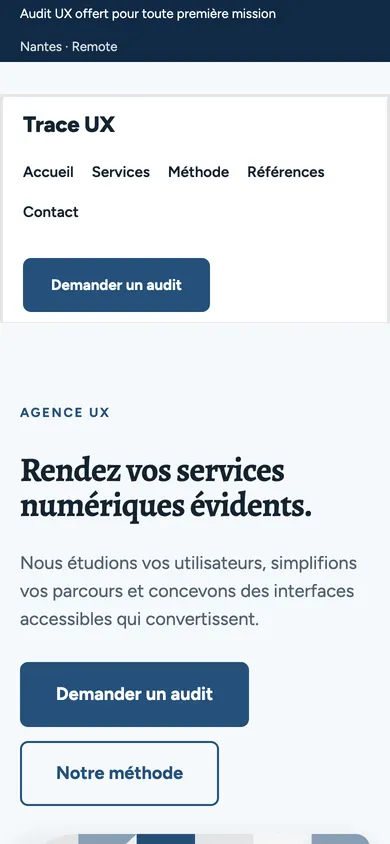 Audit UX offert pour toute première mission
Nantes · Remote
Trace UX
Accueil Services Méthode Références
Contact
Demander un audit
AGENCE UX
Rendez vos services
numériques évidents.
Nous étudions vos utilisateurs, simplifions
vos parcours et concevons des interfaces
accessibles qui convertissent.
Demander un audit
Notre méthode